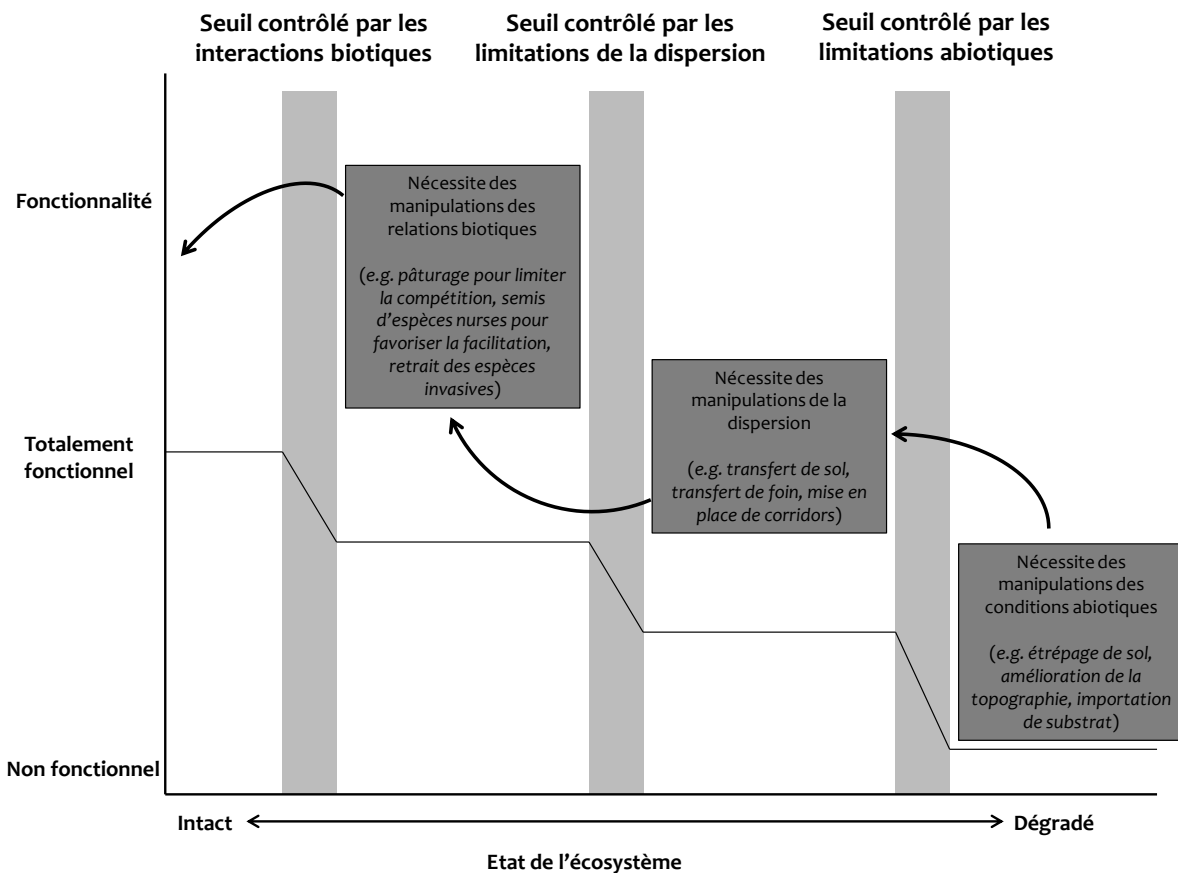 Seuil contrôlé par les
interactions biotiques
Seuil contrôlé par les
limitations de la dispersion
Seuil contrôlé par les
limitations abiotiques
Fonctionnalité
Nécessite des
manipulations des
relations biotiques
(e.g. pâturage pour limiter
la compétition, semis
d'espèces nurses pour
favoriser la facilitation,
retrait des espèces
invasives)
Nécessite des
manipulations de la
dispersion
(e.g. transfert de sol,
transfert de foin, mise en
place de corridors)
Totalement
fonctionnel
Nécessite des
manipulations des
conditions abiotiques
(e.g. étrépage de sol,
amélioration de la
topographie, importation
de substrat)
Non fonctionnel
Intact
Dégradé
Etat de l'écosystème